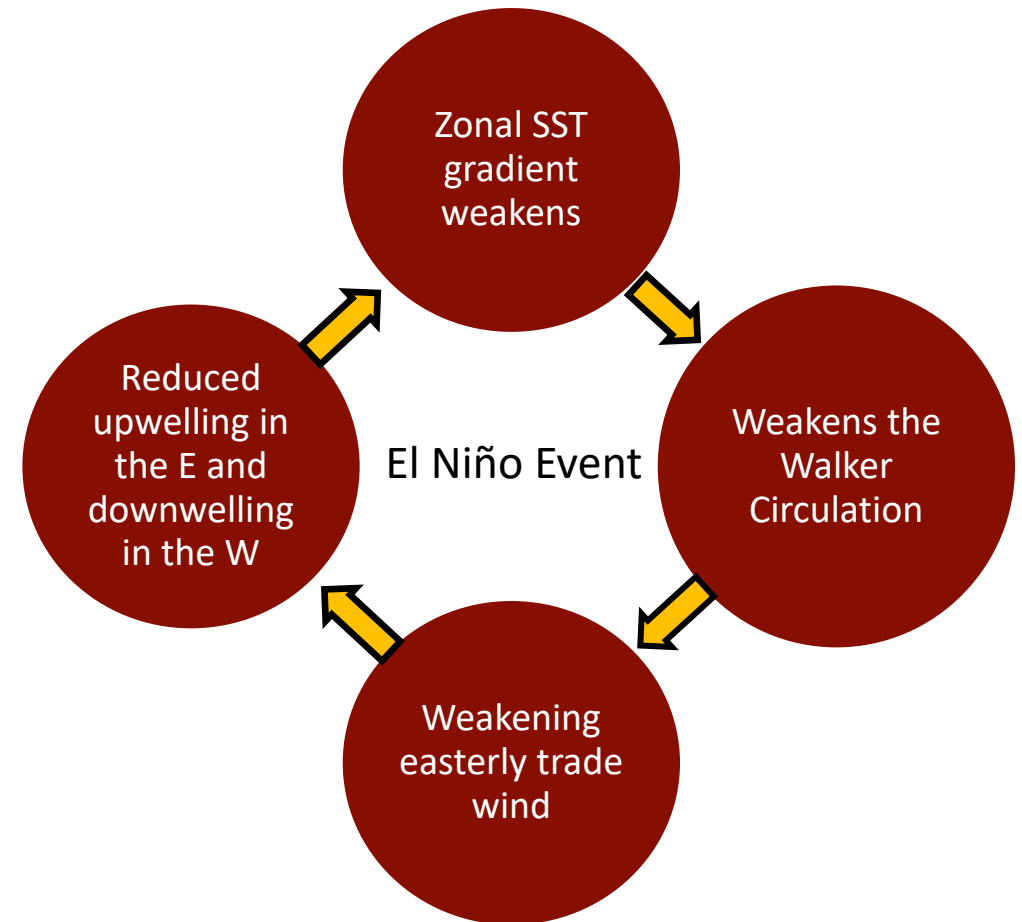 Zonal SST
gradient
weakens
Reduced
upwelling in
the E and
downwelling
in the W
El Niño Event
Weakens the
Walker
Circulation
Weakening
easterly trade
wind